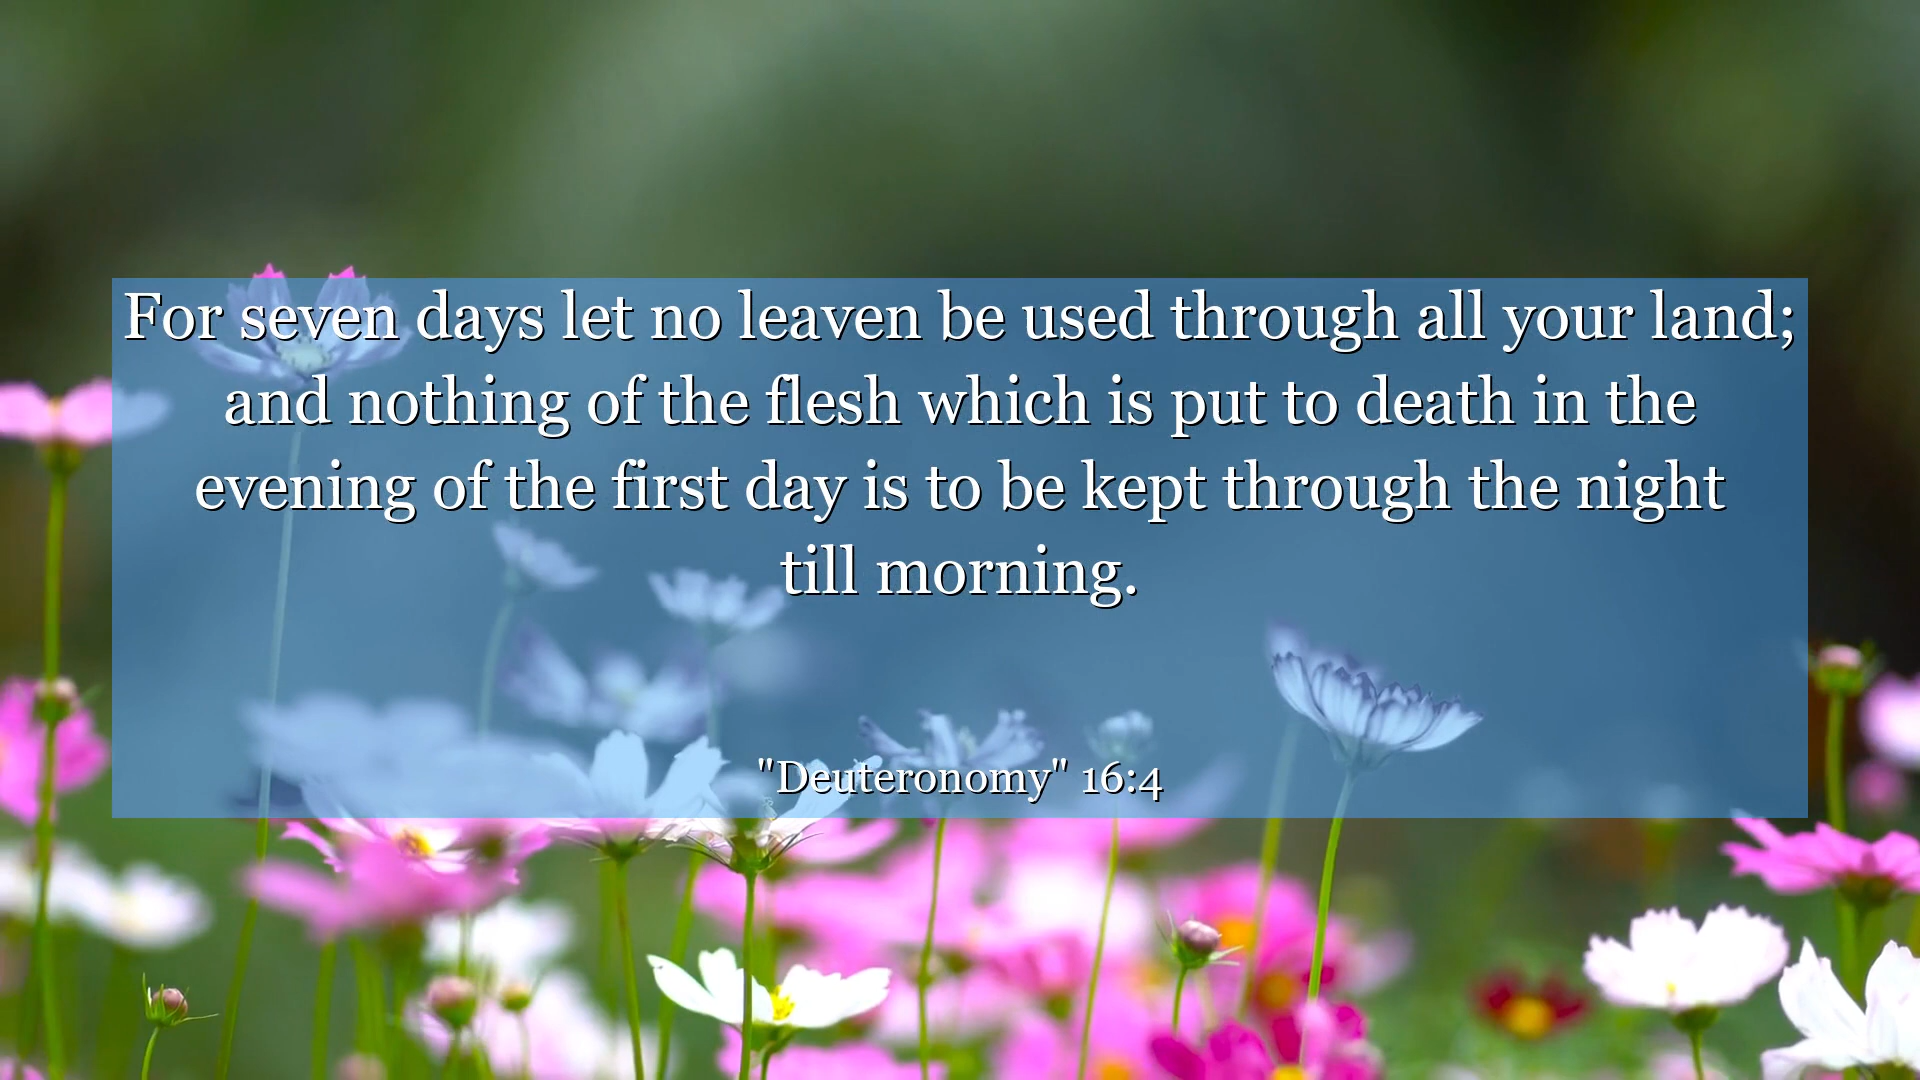 For seven days let no leaven be used through all your land;
and nothing of the flesh which is put to death in the
evening of the first day is to be kept through the night
till morning.
"Deuteronomy" 16:4